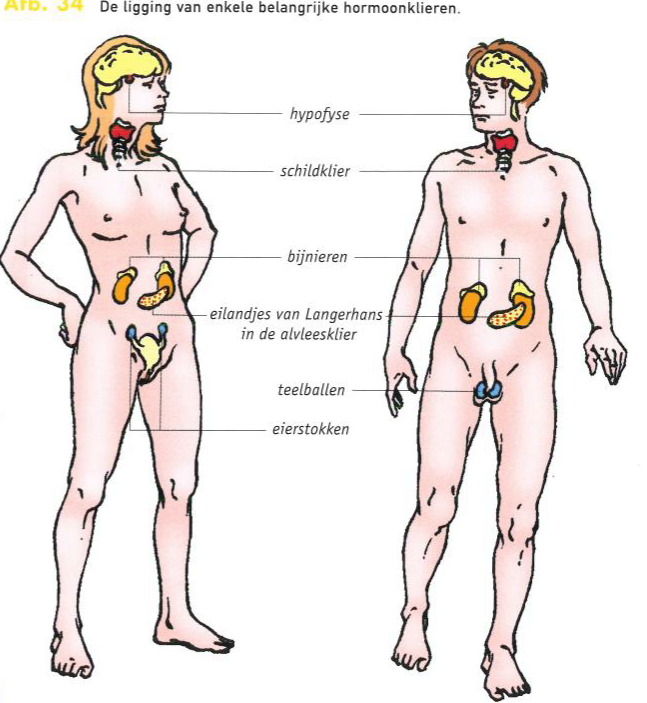 Afb. 34 De ligging van enkele belangrijke hormoonklieren.
hypofyse
schildklier
bijnieren
eilandjes van Langerhans
in de alvleesklier
teelballen
eierstokken